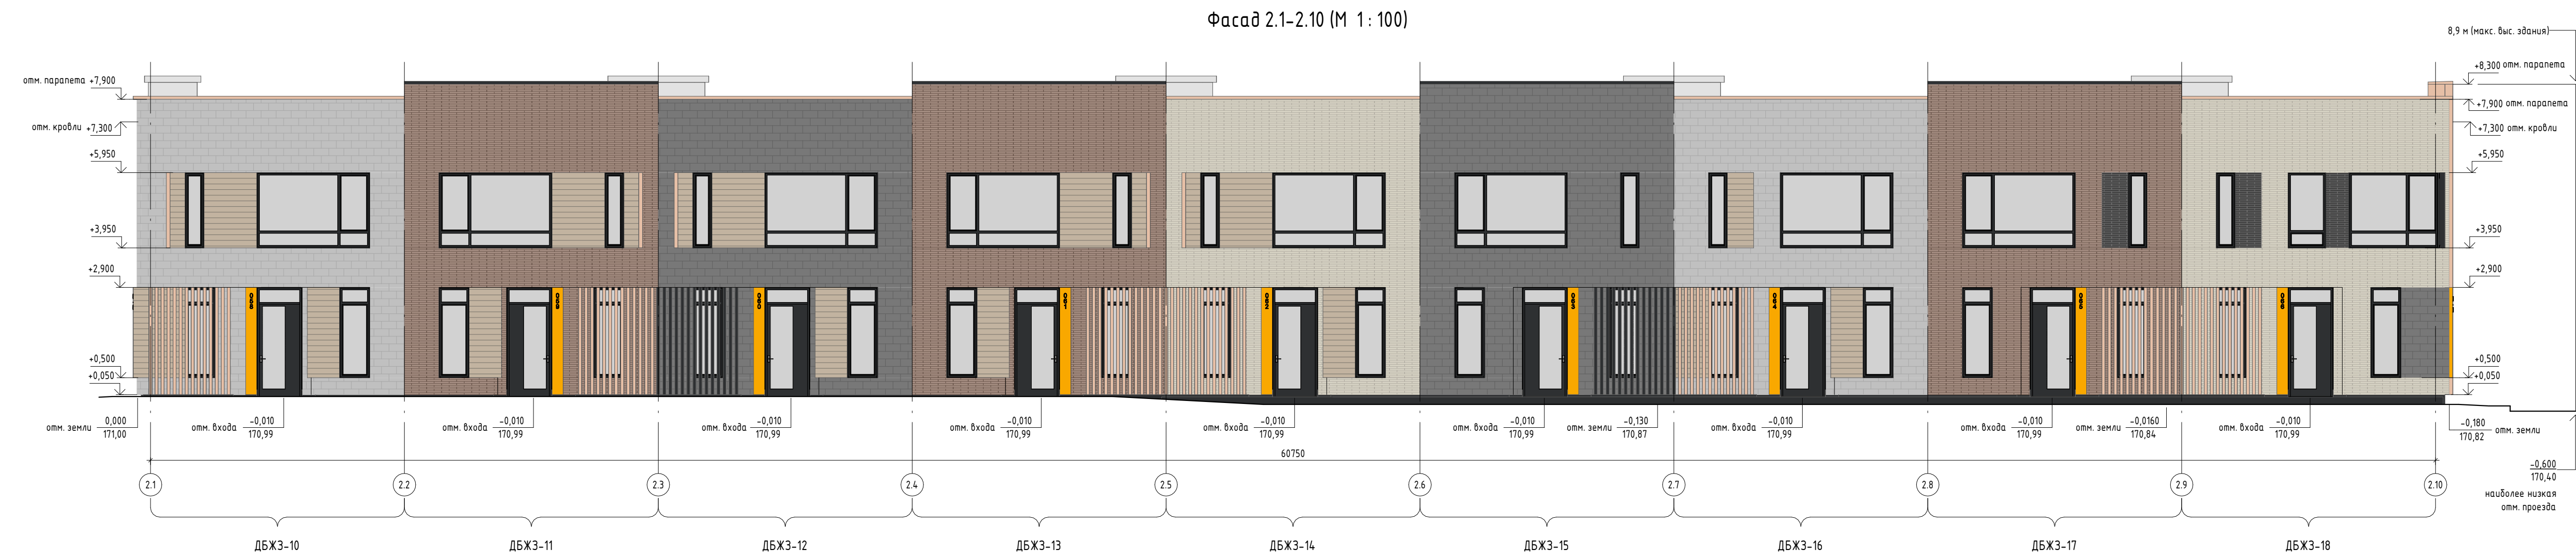 Фасад 2.1-2.10 (М 1 : 100)
8,9 м (макс. выс. здания)
отм. парапета +7,900
отм. кровли +7,300
+5,950
+3,950
+2,900
+0,500
+0,050
+8,300 отм. парапета
+7,900 отм. парапета
+7,300 отм. кровли
+5,950
+3,950
+2,900
+0,500
+0,050
059
060
061
062
063
064
065
066
отм. земли 0,000
171,00
отм. входа -0,010
170,99
отм. входа -0,010
170,99
отм. входа -0,010
170,99
отм. входа -0,010
170,99
отм. входа -0,010
170,99
отм. входа -0,010
170,99
отм. земли -0,130
170,87
отм. входа -0,010
170,99
отм. входа -0,010
170,99
отм. земли -0,0160
170,84
отм. входа -0,010
170,99
-0,180
170,82 отм. земли
60750
-0,600
170,40
наиболее низкая
отм. проезда
2.1 2.2 2.3 2.4 2.5 2.6 2.7 2.8 2.9 2.10
ДБЖЗ-10 ДБЖЗ-11 ДБЖЗ-12 ДБЖЗ-13 ДБЖЗ-14 ДБЖЗ-15 ДБЖЗ-16 ДБЖЗ-17 ДБЖЗ-18